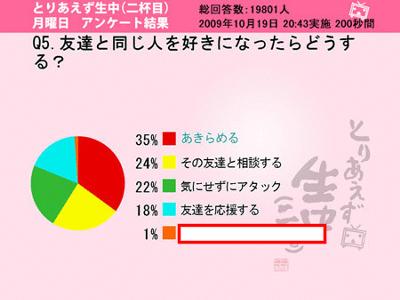 とりあえず生中(二杯目)
月曜日 アンケート結果
総回答数:19801人
2009年10月19日 20:43実施 200秒間
Q5.友達と同じ人を好きになったらどうす
る?
35% あきらめる
24% その友達と相談する
22% 気にせずにアタック
18% 友達を応援する
1%
とりあえず
生中
(二杯目)